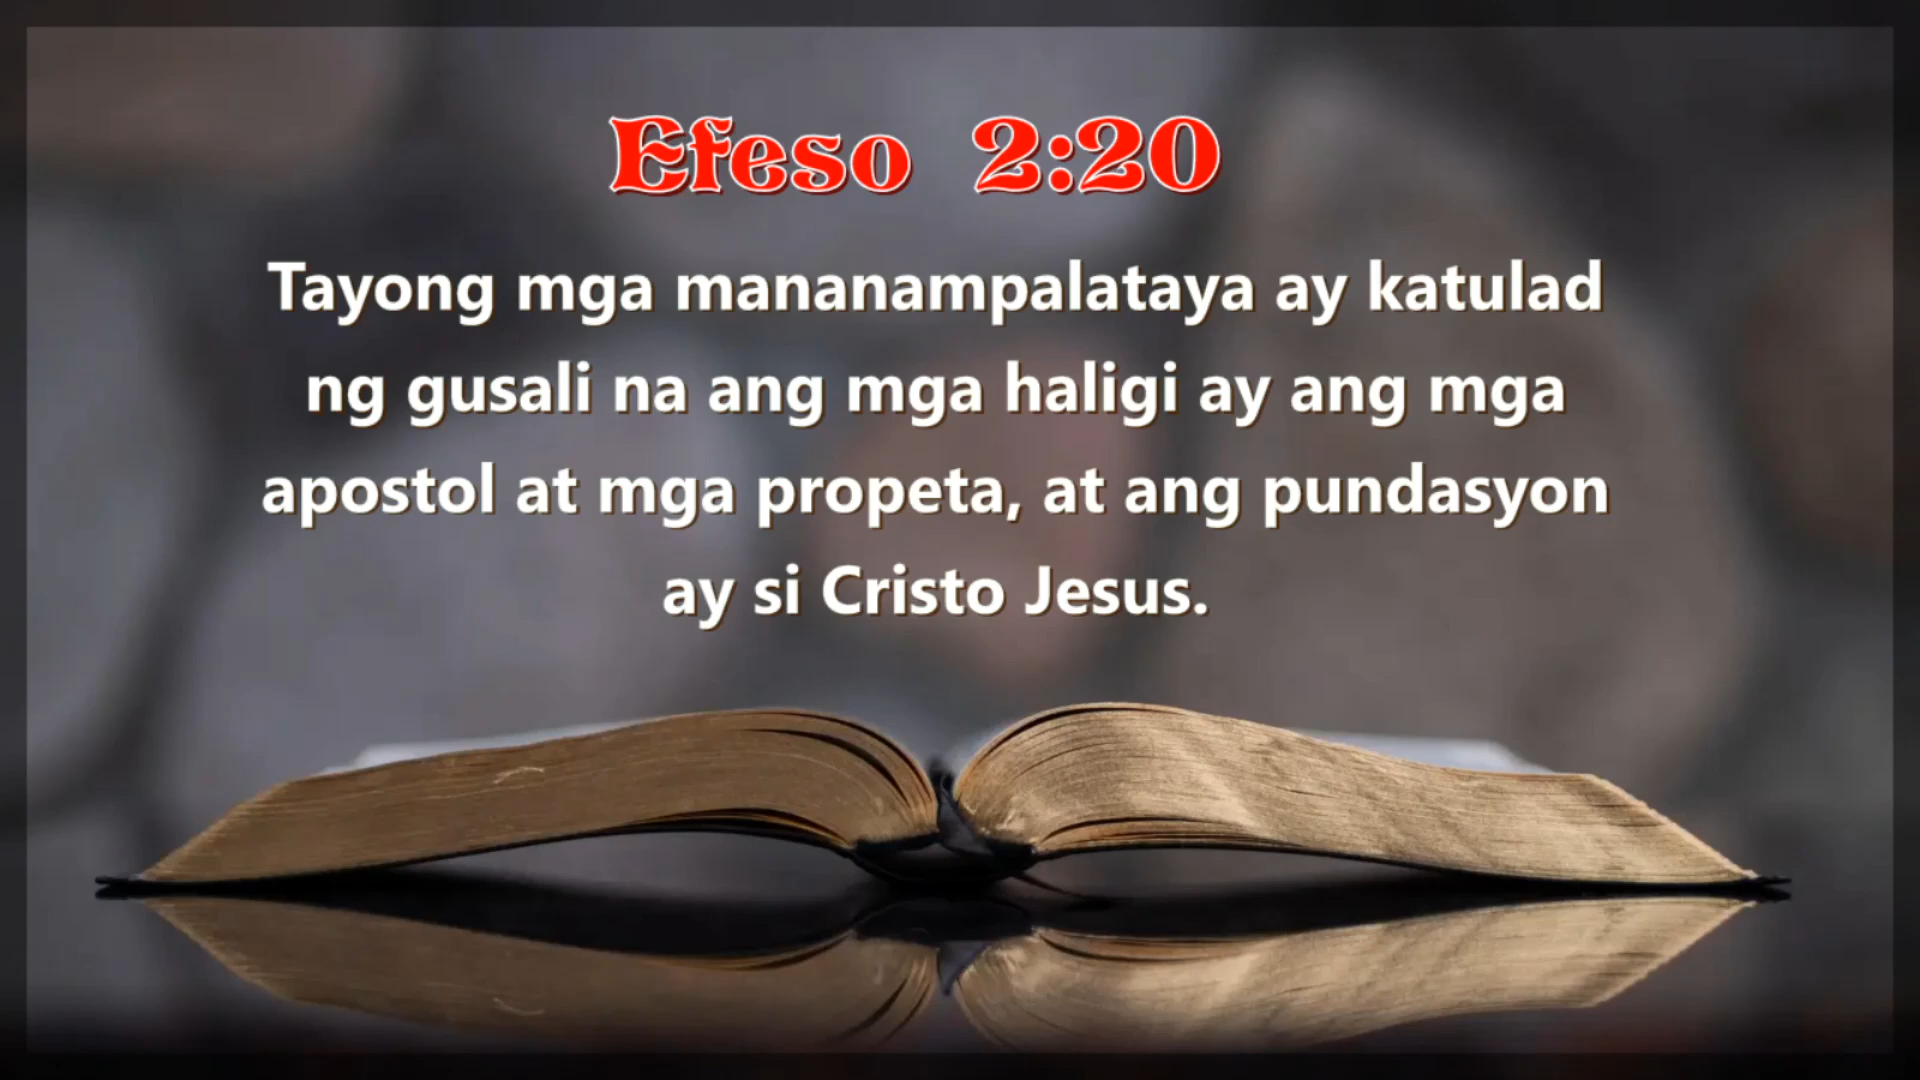 Efeso 2:20
Tayong mga mananampalataya ay katulad
ng gusali na ang mga haligi ay ang mga
apostol at mga propeta, at ang pundasyon
ay si Cristo Jesus.